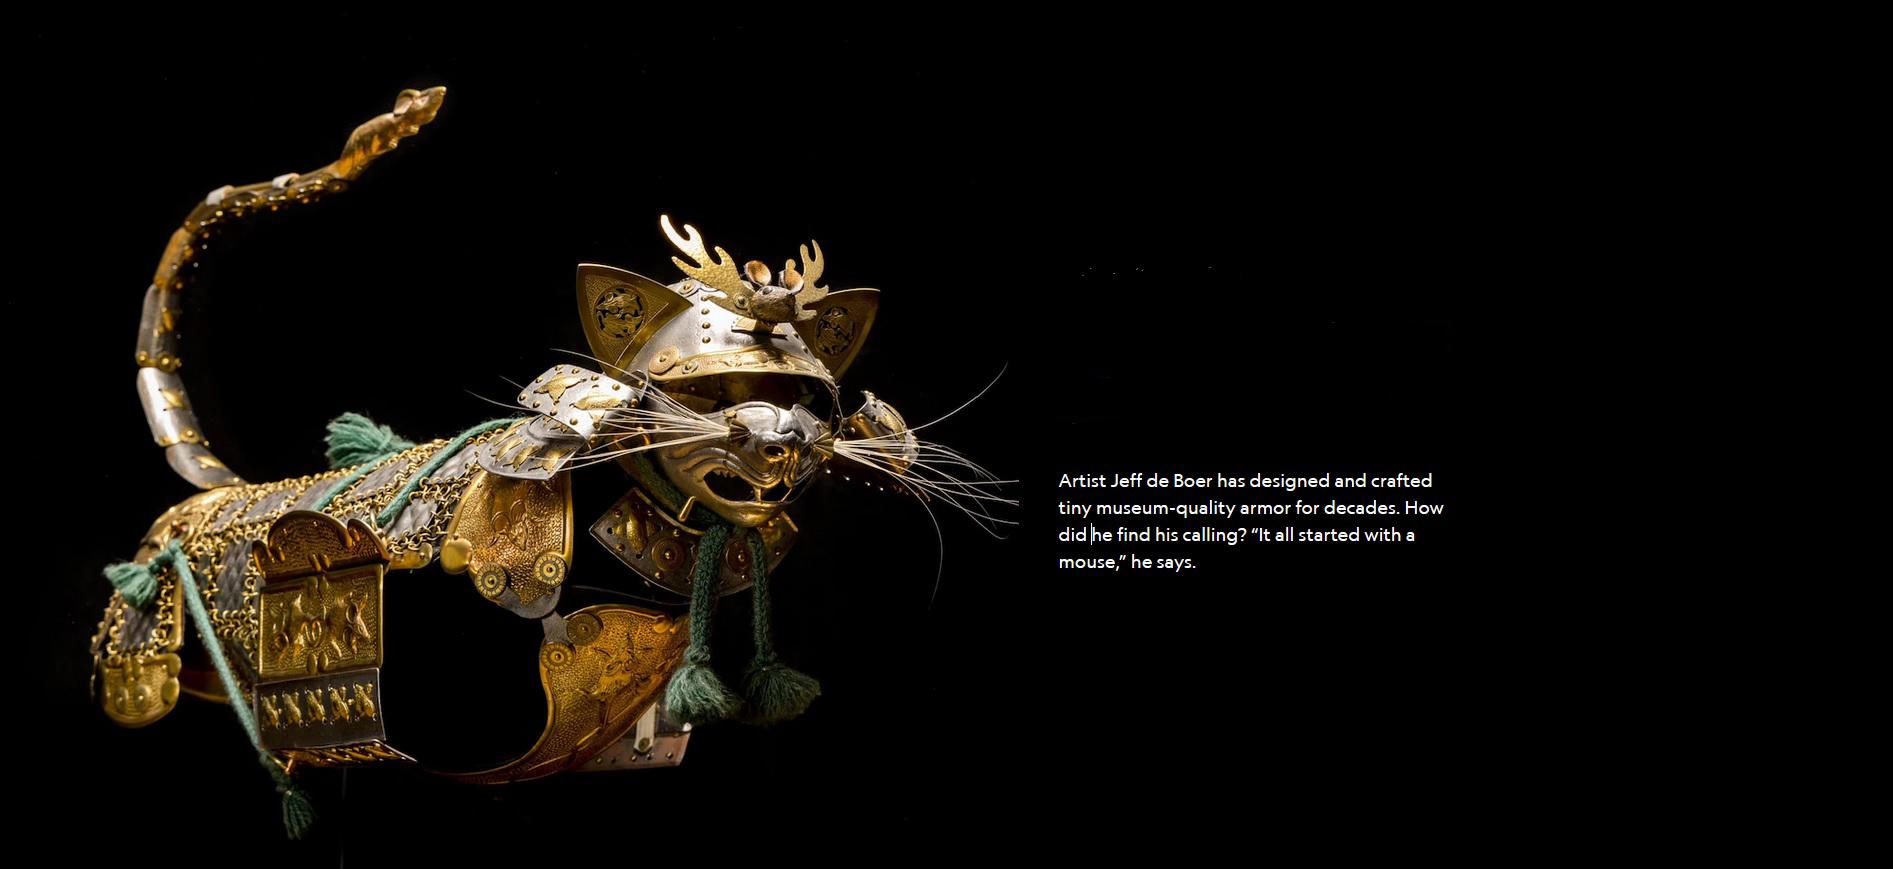 Artist Jeff de Boer has designed and crafted
tiny museum-quality armor for decades. How
did he find his calling? “It all started with a
mouse,” he says.